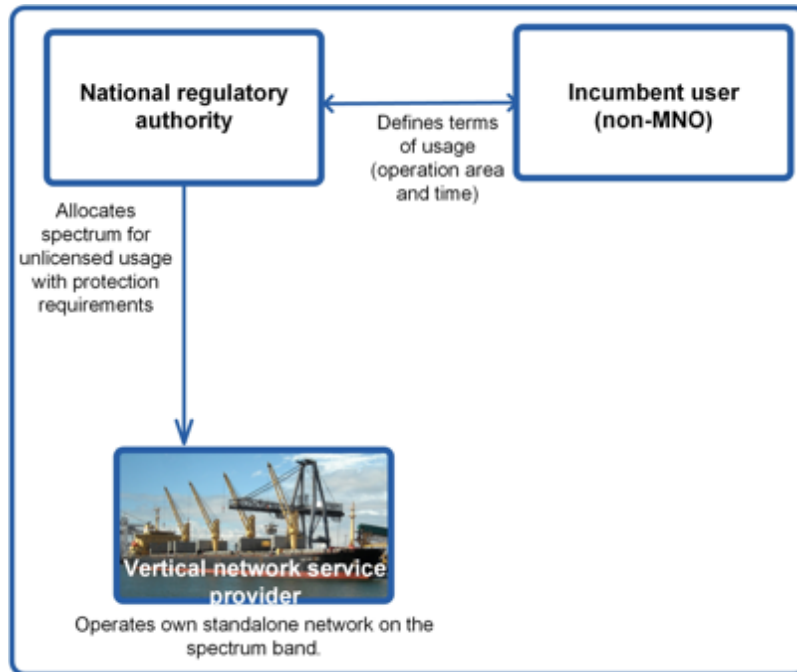 National regulatory
authority
Incumbent user
(non-MNO)
Defines terms
of usage
(operation area
and time)
Allocates
spectrum for
unlicensed usage
with protection
requirements
Vertical network service
provider
Operates own standalone network on the
spectrum band.